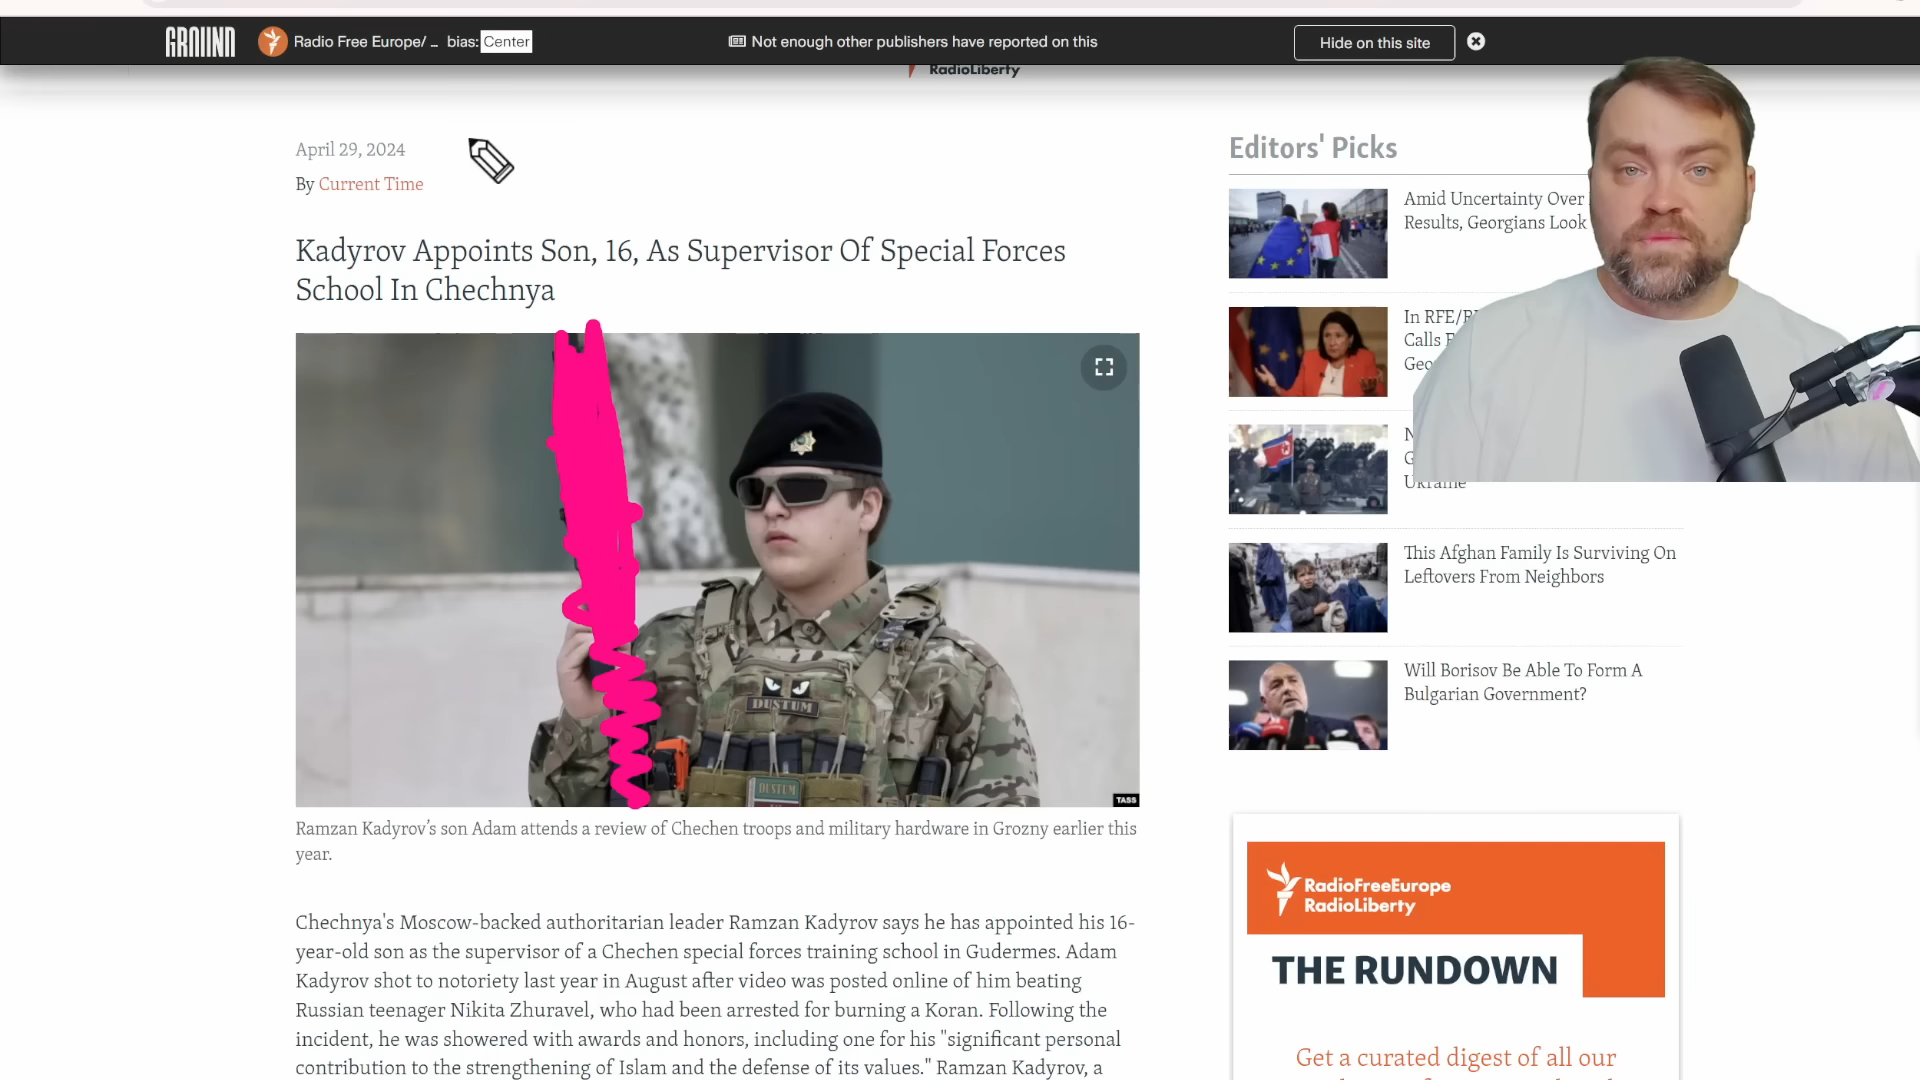 GROUND
Radio Free Europe/ _ bias: Center
Not enough other publishers have reported on this
Hide on this site
RadioLiberty
April 29, 2024
By Current Time
Kadyrov Appoints Son, 16, As Supervisor Of Special Forces
School In Chechnya
DUSTUM
DUSTUM
TASS
Ramzan Kadyrov’s son Adam attends a review of Chechen troops and military hardware in Grozny earlier this
year.
Chechnya's Moscow-backed authoritarian leader Ramzan Kadyrov says he has appointed his 16-
year-old son as the supervisor of a Chechen special forces training school in Gudermes. Adam
Kadyrov shot to notoriety last year in August after video was posted online of him beating
Russian teenager Nikita Zhuravel, who had been arrested for burning a Koran. Following the
incident, he was showered with awards and honors, including one for his "significant personal
contribution to the strengthening of Islam and the defense of its values." Ramzan Kadyrov, a
Editors' Picks
Amid Uncertainty Over
Results, Georgians Look
In RFE/R
Calls
Geo
N
G
Ukraine
This Afghan Family Is Surviving On
Leftovers From Neighbors
Will Borisov Be Able To Form A
Bulgarian Government?
RadioFreeEurope
RadioLiberty
THE RUNDOWN
Get a curated digest of all our